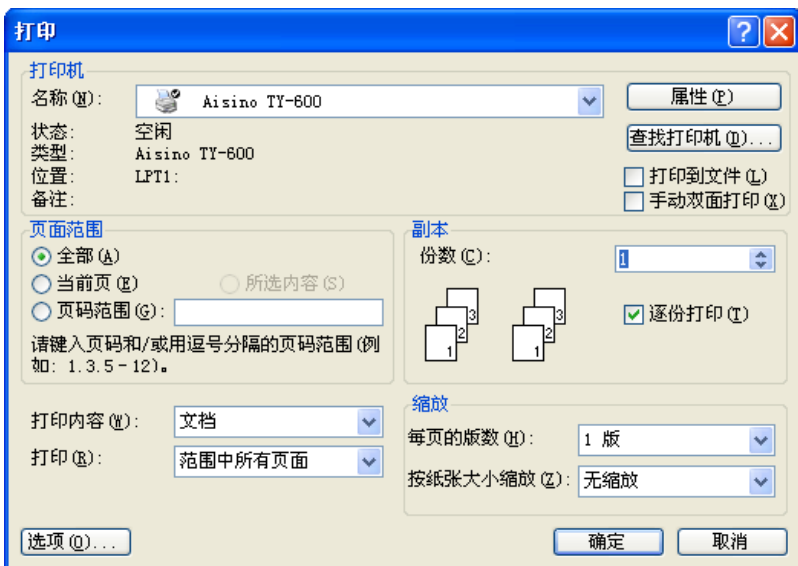 打印
打印机
名称(N): Aisino TY-600 属性(P)
状态: 空闲 查找打印机(D)...
类型: Aisino TY-600
位置: LPT1: 打印到文件(L)
备注: 手动双面打印(X)
页面范围
全部(A)
当前页(E) 所选内容(S)
页码范围(G):
请键入页码和/或用逗号分隔的页码范围(例
如: 1.3.5-12)。
副本
份数(C): 1
1 2 3 1 2 3 逐份打印(T)
打印内容(W): 文档
打印(R): 范围中所有页面
缩放
每页的版数(H): 1 版
按纸张大小缩放(Z): 无缩放
选项(O)... 确定 取消